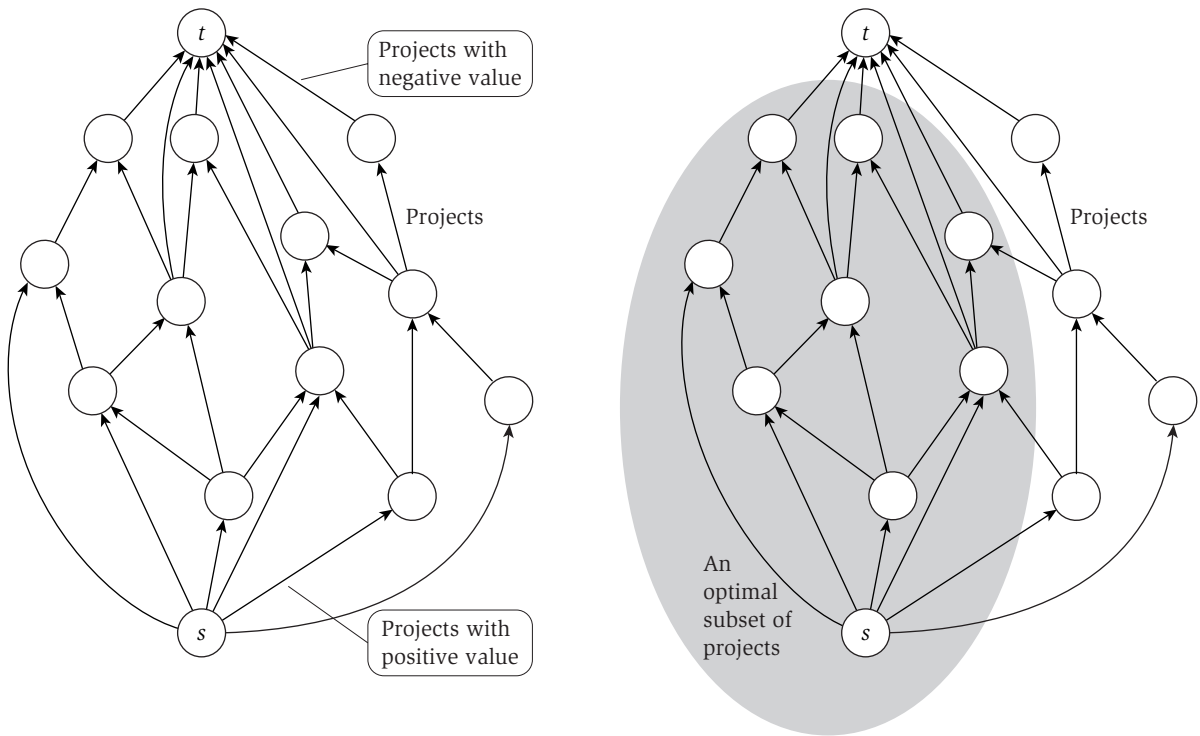 t
Projects with
negative value
Projects
s
Projects with
positive value
t
Projects
An
optimal
subset of
projects
s